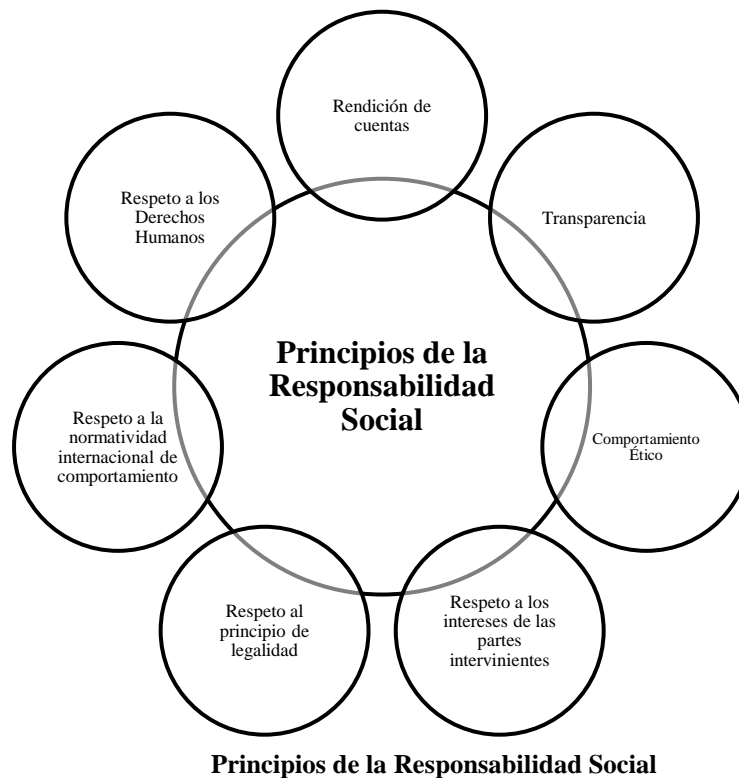 Rendición de
cuentas
Transparencia
Comportamiento
Ético
Respeto a los
intereses de las
partes
intervinientes
Respeto al
principio de
legalidad
Respeto a la
normatividad
internacional de
comportamiento
Respeto a los
Derechos
Humanos
Principios de la
Responsabilidad
Social
Principios de la Responsabilidad Social